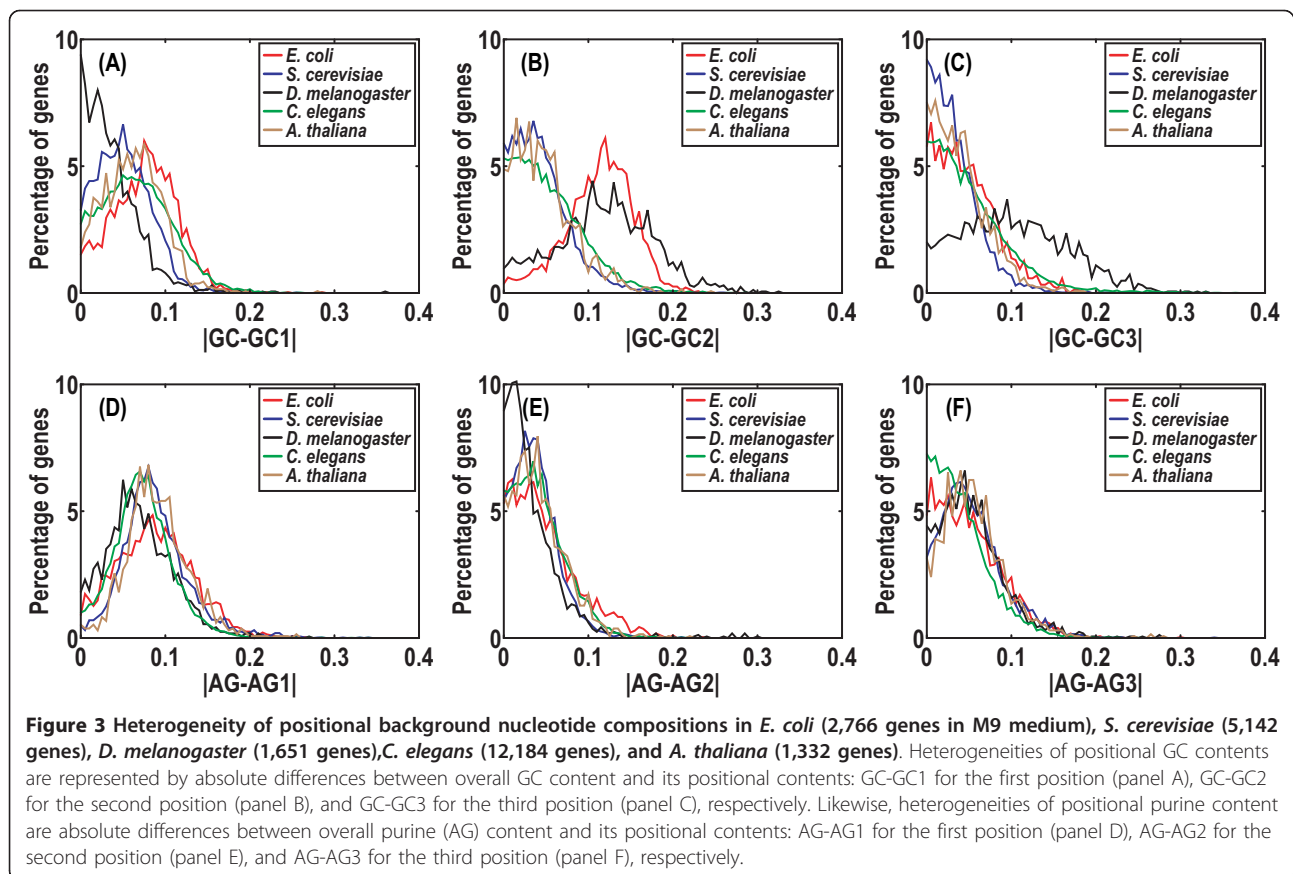 10
5
0
Percentage of genes
(A)
E. coli
S. cerevisiae
D. melanogaster
C. elegans
A. thaliana
0 0.1 0.2 0.3 0.4
|GC-GC1|
10
5
0
Percentage of genes
(B)
E. coli
S. cerevisiae
D. melanogaster
C. elegans
A. thaliana
0 0.1 0.2 0.3 0.4
|GC-GC2|
10
5
0
Percentage of genes
(C)
E. coli
S. cerevisiae
D. melanogaster
C. elegans
A. thaliana
0 0.1 0.2 0.3 0.4
|GC-GC3|
10
5
0
Percentage of genes
(D)
E. coli
S. cerevisiae
D. melanogaster
C. elegans
A. thaliana
0 0.1 0.2 0.3 0.4
|AG-AG1|
10
5
0
Percentage of genes
(E)
E. coli
S. cerevisiae
D. melanogaster
C. elegans
A. thaliana
0 0.1 0.2 0.3 0.4
|AG-AG2|
10
5
0
Percentage of genes
(F)
E. coli
S. cerevisiae
D. melanogaster
C. elegans
A. thaliana
0 0.1 0.2 0.3 0.4
|AG-AG3|
Figure 3 Heterogeneity of positional background nucleotide compositions in E. coli (2,766 genes in M9 medium), S. cerevisiae (5,142
genes), D. melanogaster (1,651 genes),C. elegans (12,184 genes), and A. thaliana (1,332 genes). Heterogeneities of positional GC contents
are represented by absolute differences between overall GC content and its positional contents: GC-GC1 for the first position (panel A), GC-GC2
for the second position (panel B), and GC-GC3 for the third position (panel C), respectively. Likewise, heterogeneities of positional purine content
are absolute differences between overall purine (AG) content and its positional contents: AG-AG1 for the first position (panel D), AG-AG2 for the
second position (panel E), and AG-AG3 for the third position (panel F), respectively.